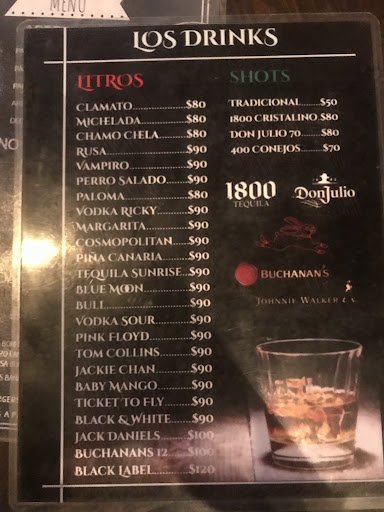 MENU
Los Drinks
Litros
Clamato...............$80
Michelada............$80
Chamo Chela........$80
Rusa.....................$90
Vampiro................$90
Perro Salado......$90
Paloma.................$80
Vodka Ricky........$90
Margarita...........$90
Cosmopolitan......$90
Piña Canaria.......$90
Tequila Sunrise..$90
Blue Moon...........$90
Bull......................$90
Vodka Sour.........$90
Pink Floyd...........$90
Tom Collins.........$90
Jackie Chan.........$90
Baby Mango.........$90
Ticket To Fly.......$90
Black & White.....$90
Jack Daniels.......$100
Buchanans 12.....$100
Black Label.........$120
Shots
Tradicional........$50
1800 Cristalino.$80
Don Julio 70.......$80
400 Conejos.......$70
1800
TEQUILA
Don Julio
Buchanan's
Johnnie Walker